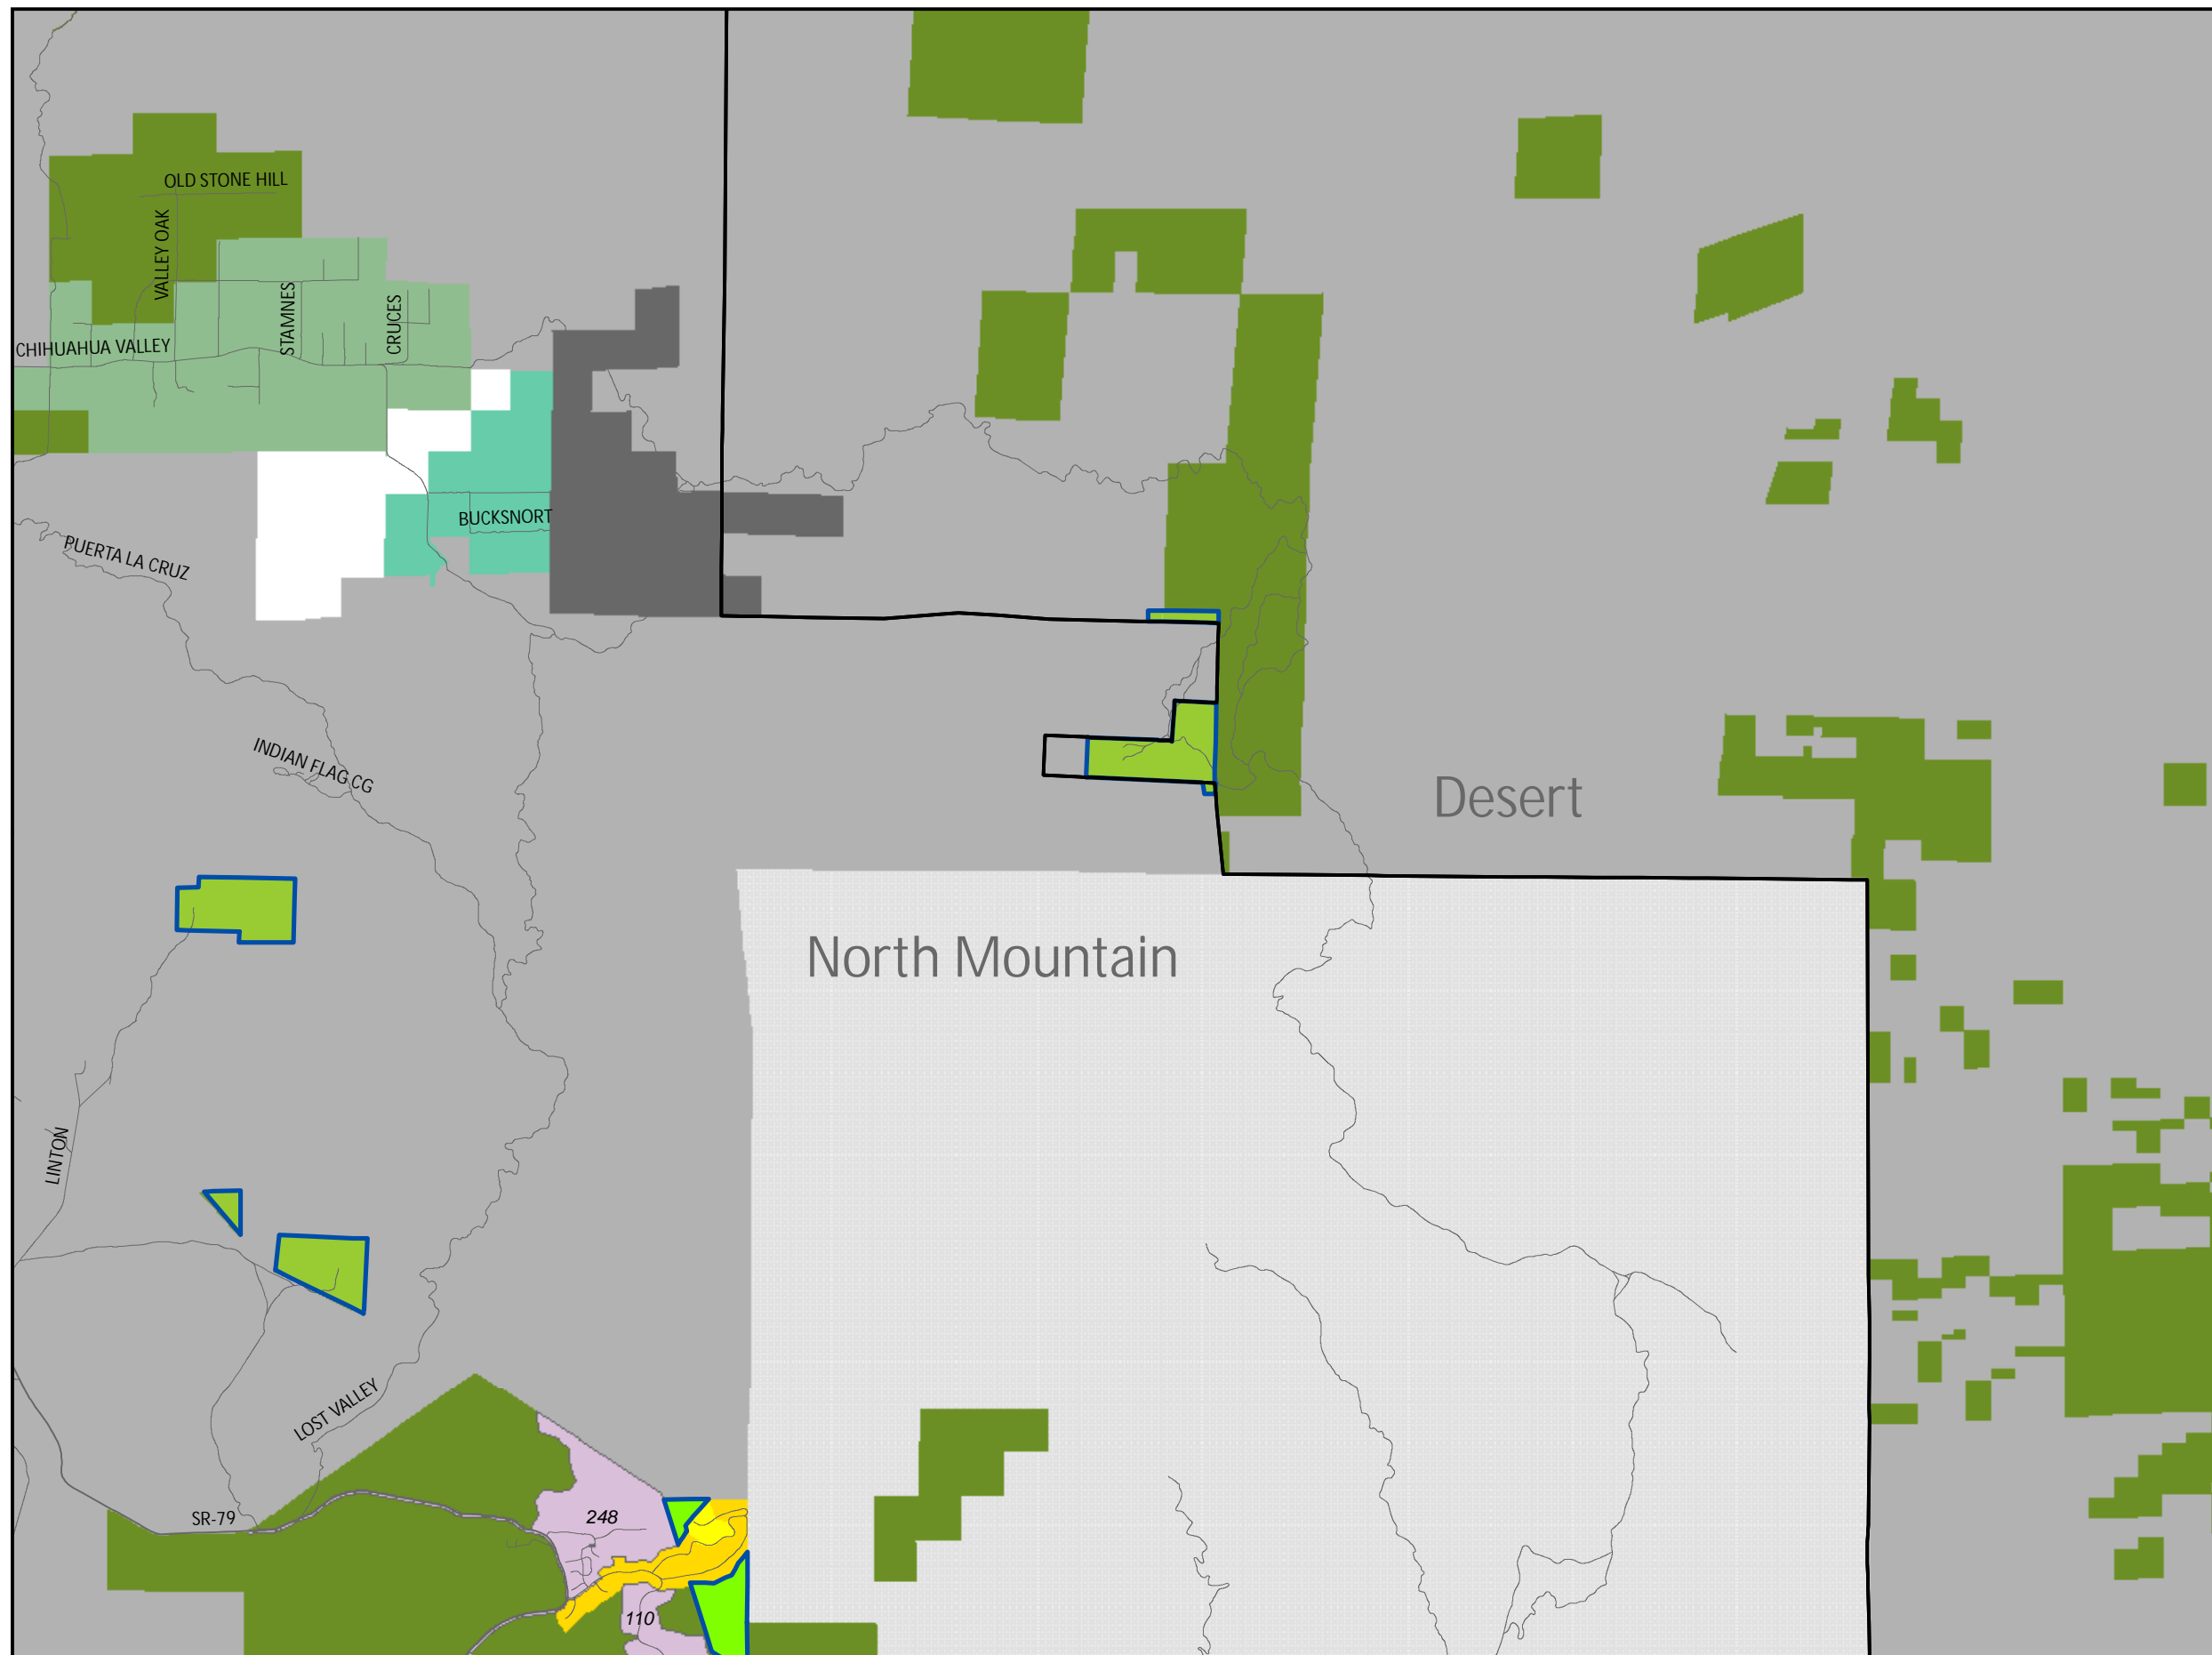 OLD STONE HILL
VALLEY OAK
STAMNES
CRUCES
CHIHUAHUA VALLEY
BUCKSNORT
PUERTA LA CRUZ
INDIAN FLAG CG
Desert
North Mountain
LINTON
LOST VALLEY
SR-79
248
110